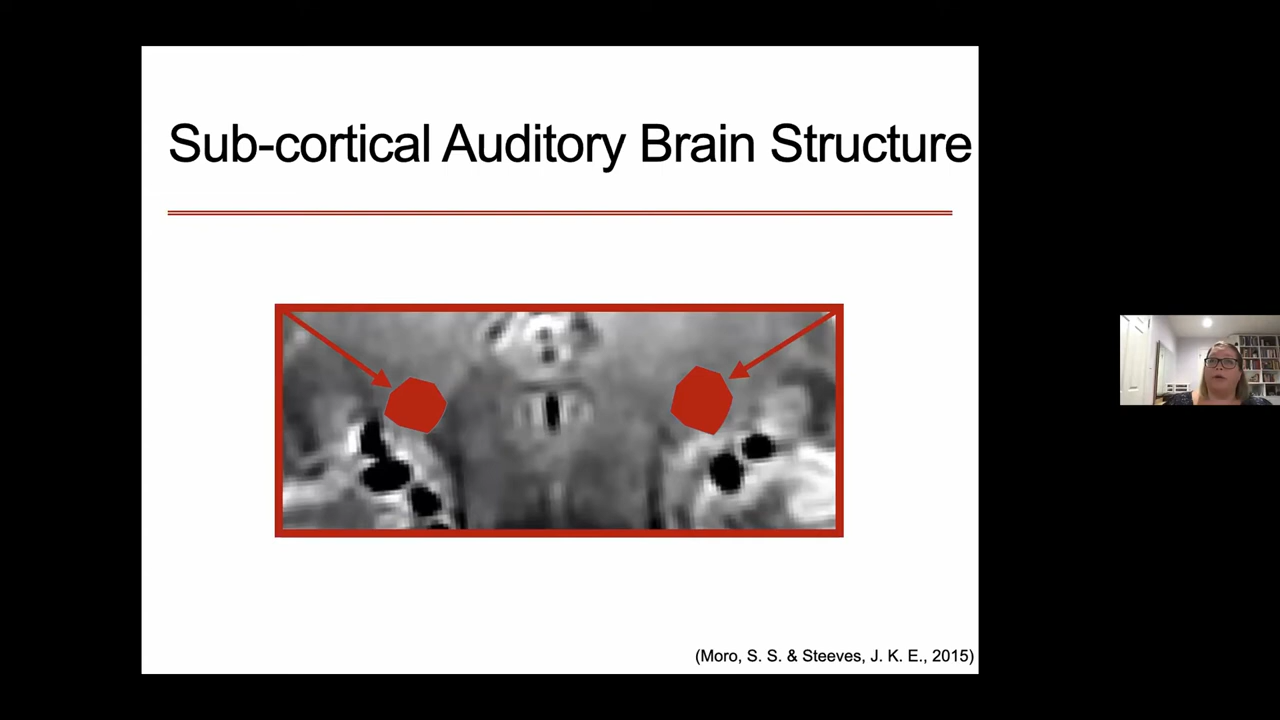 Sub-cortical Auditory Brain Structure
(Moro, S. S. & Steeves, J. K. E., 2015)